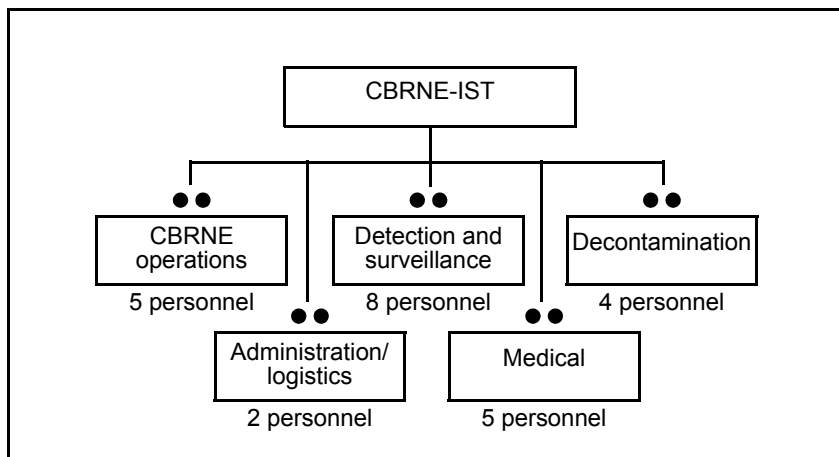 CBRNE-IST
CBRNE
operations
5 personnel
Detection and
surveillance
8 personnel
Decontamination
4 personnel
Administration/
logistics
2 personnel
Medical
5 personnel